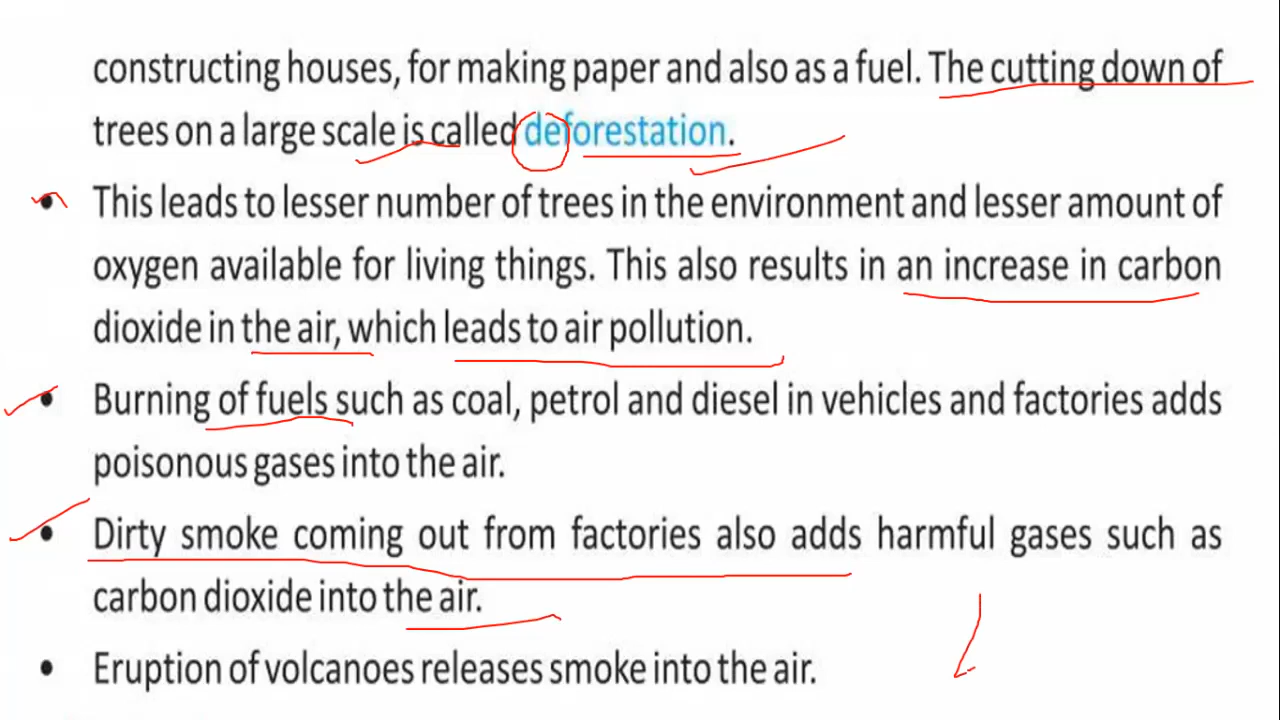 constructing houses, for making paper and also as a fuel. The cutting down of
trees on a large scale is called deforestation.
• This leads to lesser number of trees in the environment and lesser amount of
oxygen available for living things. This also results in an increase in carbon
dioxide in the air, which leads to air pollution.
• Burning of fuels such as coal, petrol and diesel in vehicles and factories adds
poisonous gases into the air.
• Dirty smoke coming out from factories also adds harmful gases such as
carbon dioxide into the air.
• Eruption of volcanoes releases smoke into the air.